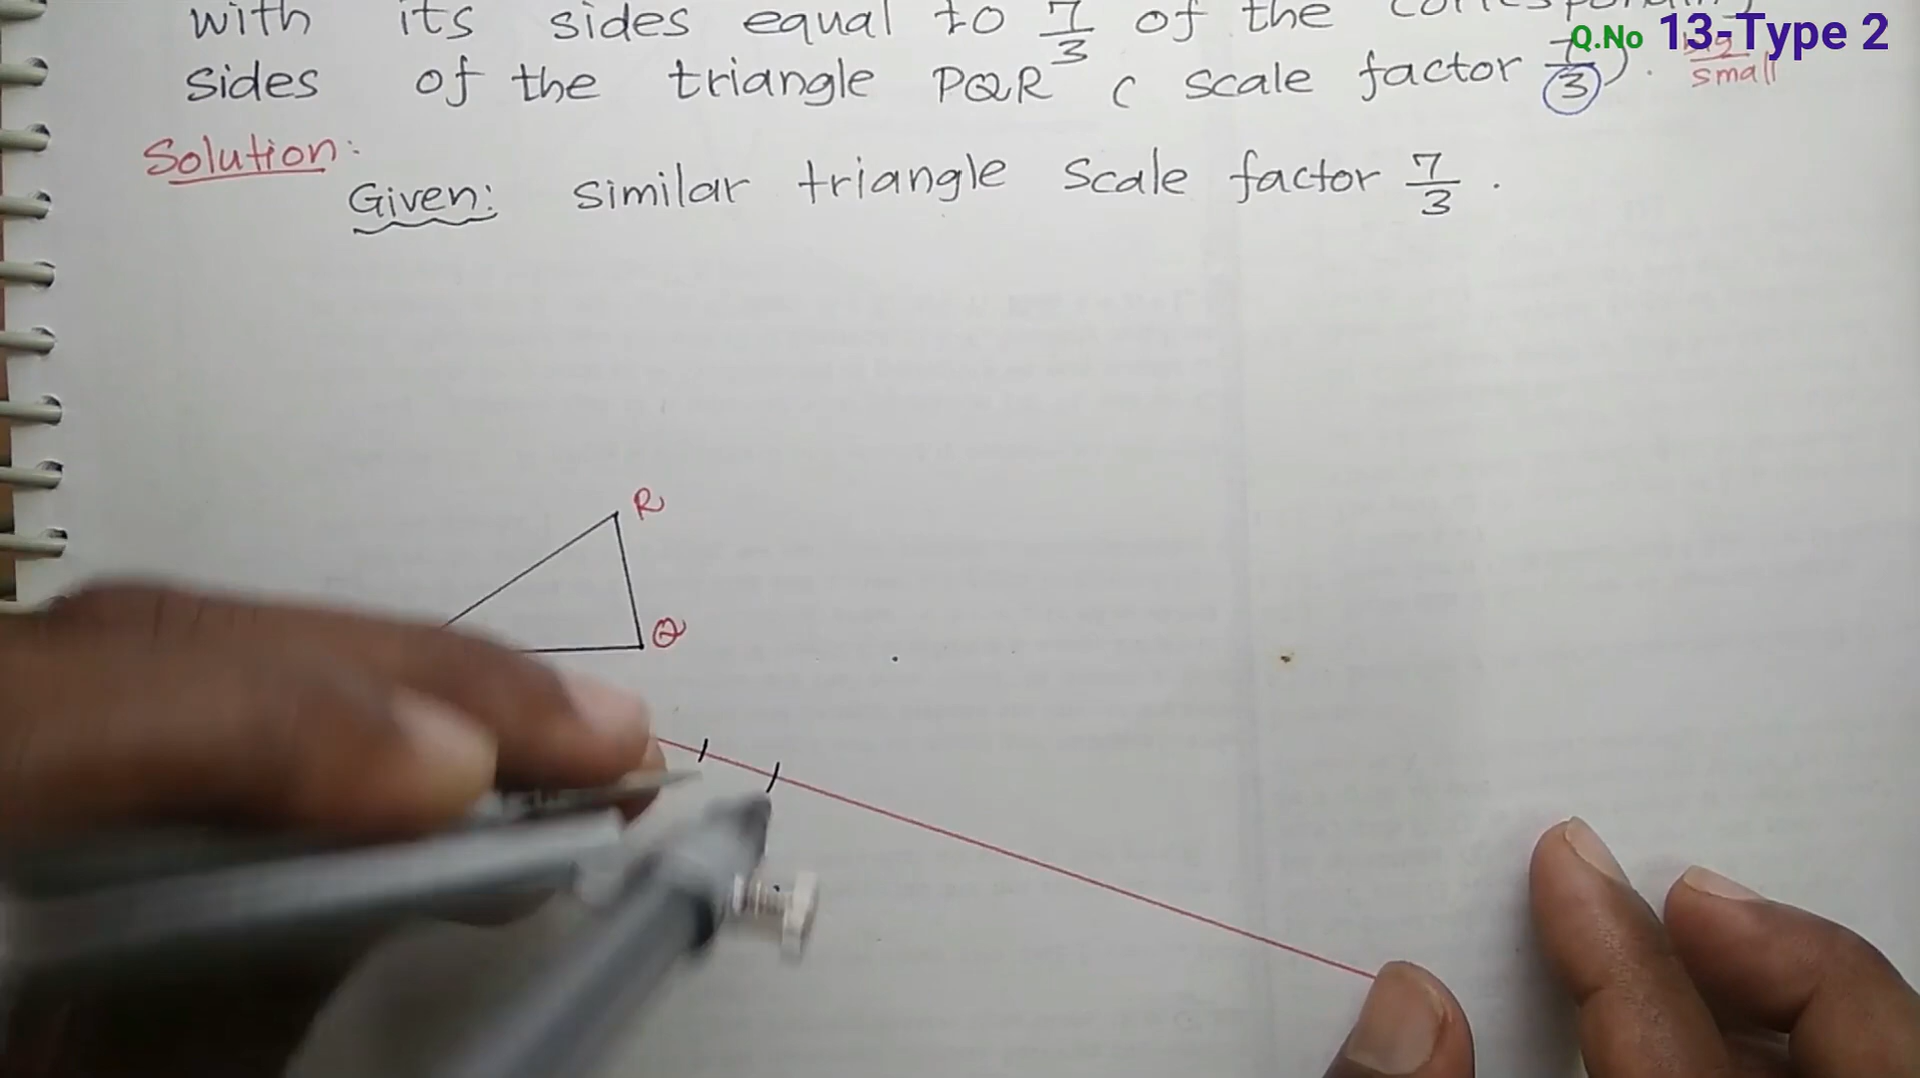 with its sides equal to 7/3 of the corresponding
Q.No 13-Type 2
sides of the triangle PQR ( scale factor 7/3 ).
small
Solution:
Given: similar triangle scale factor 7/3 .
R
Q